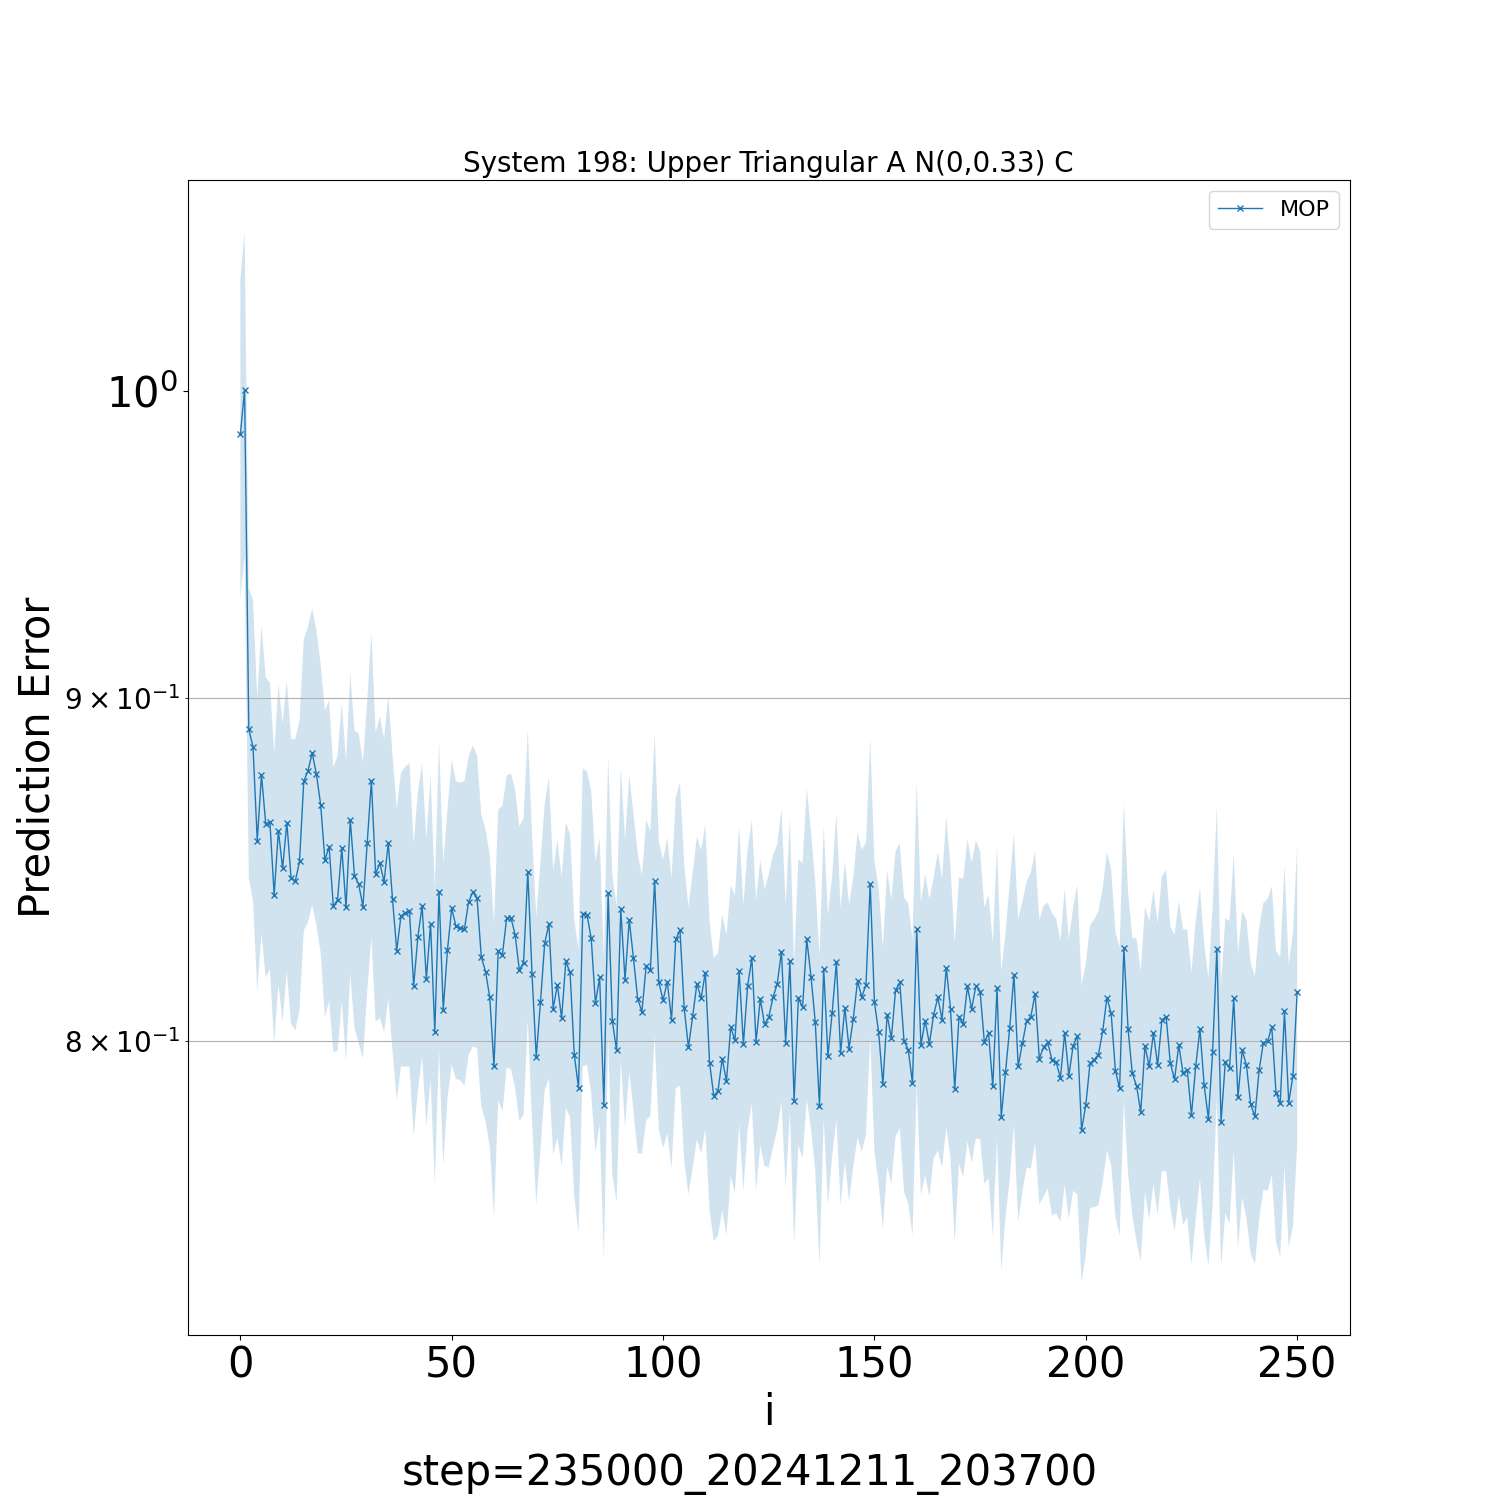 System 198: Upper Triangular A N(0,0.33) C
MOP
10⁰
9 × 10⁻¹
8 × 10⁻¹
Prediction Error
0 50 100 150 200 250
i
step=235000_20241211_203700